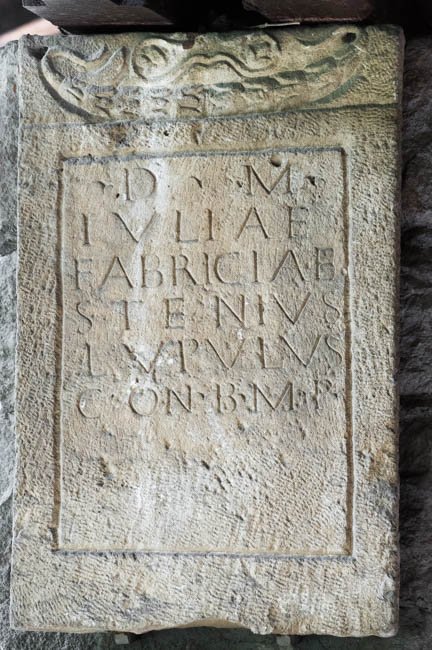 D · M
IVLIAE
FABRICIAE
STENIVS
LVPVLVS
CON · B · M · P ·